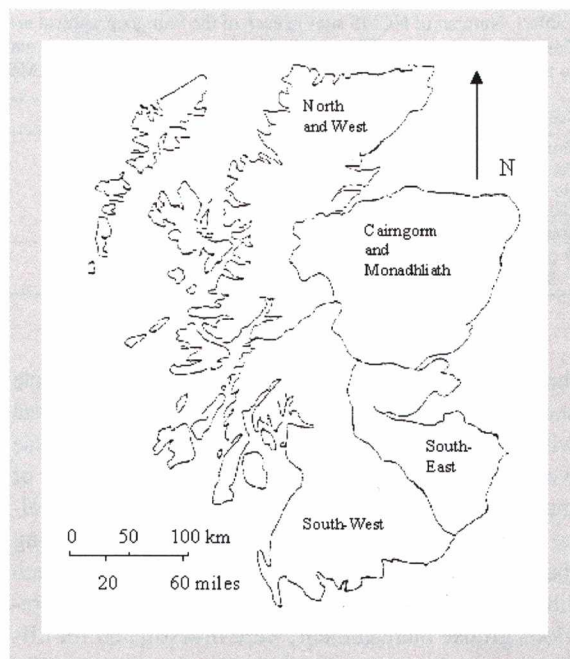 North
and West
N
Cairngorm
and
Monadhliath
South-
East
South-West
0 50 100 km
20 60 miles